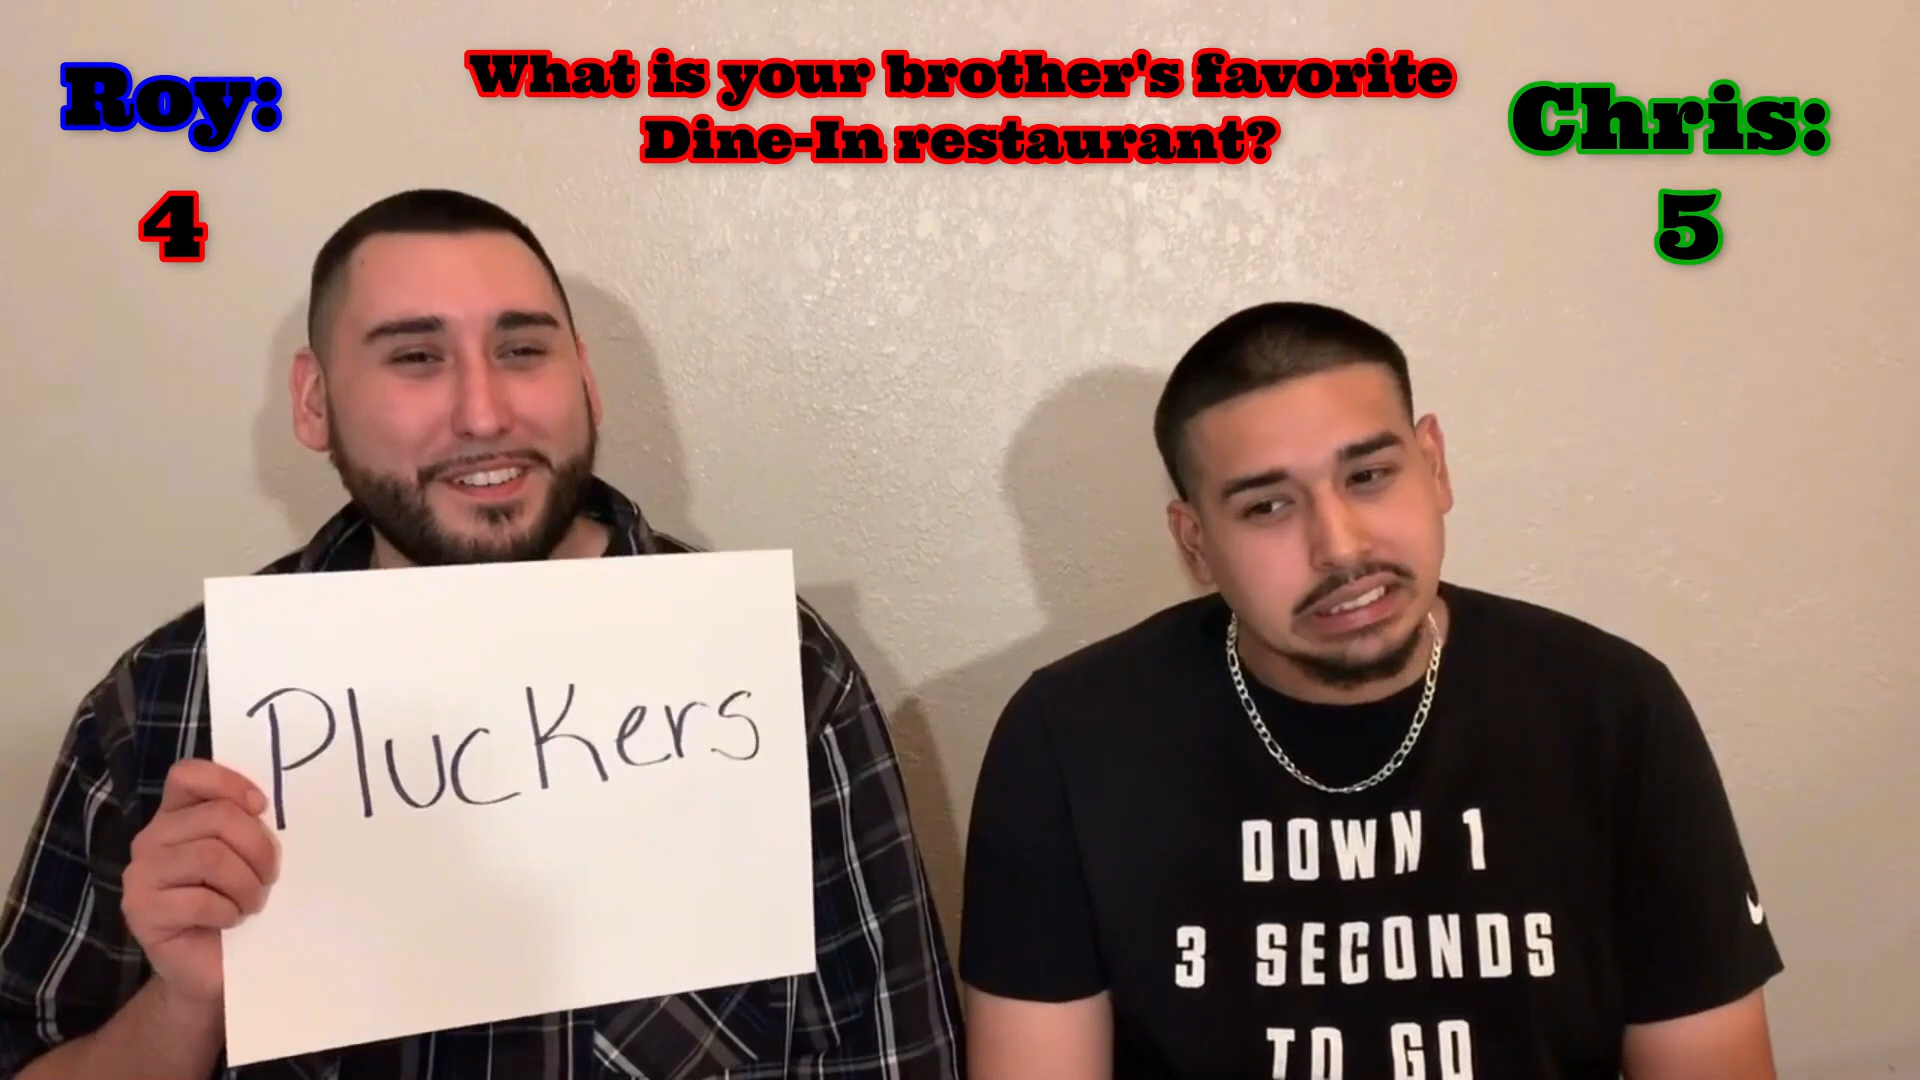 Roy:
4
What is your brother's favorite
Dine-In restaurant?
Chris:
5
Pluckers
DOWN 1
3 SECONDS
TO GO